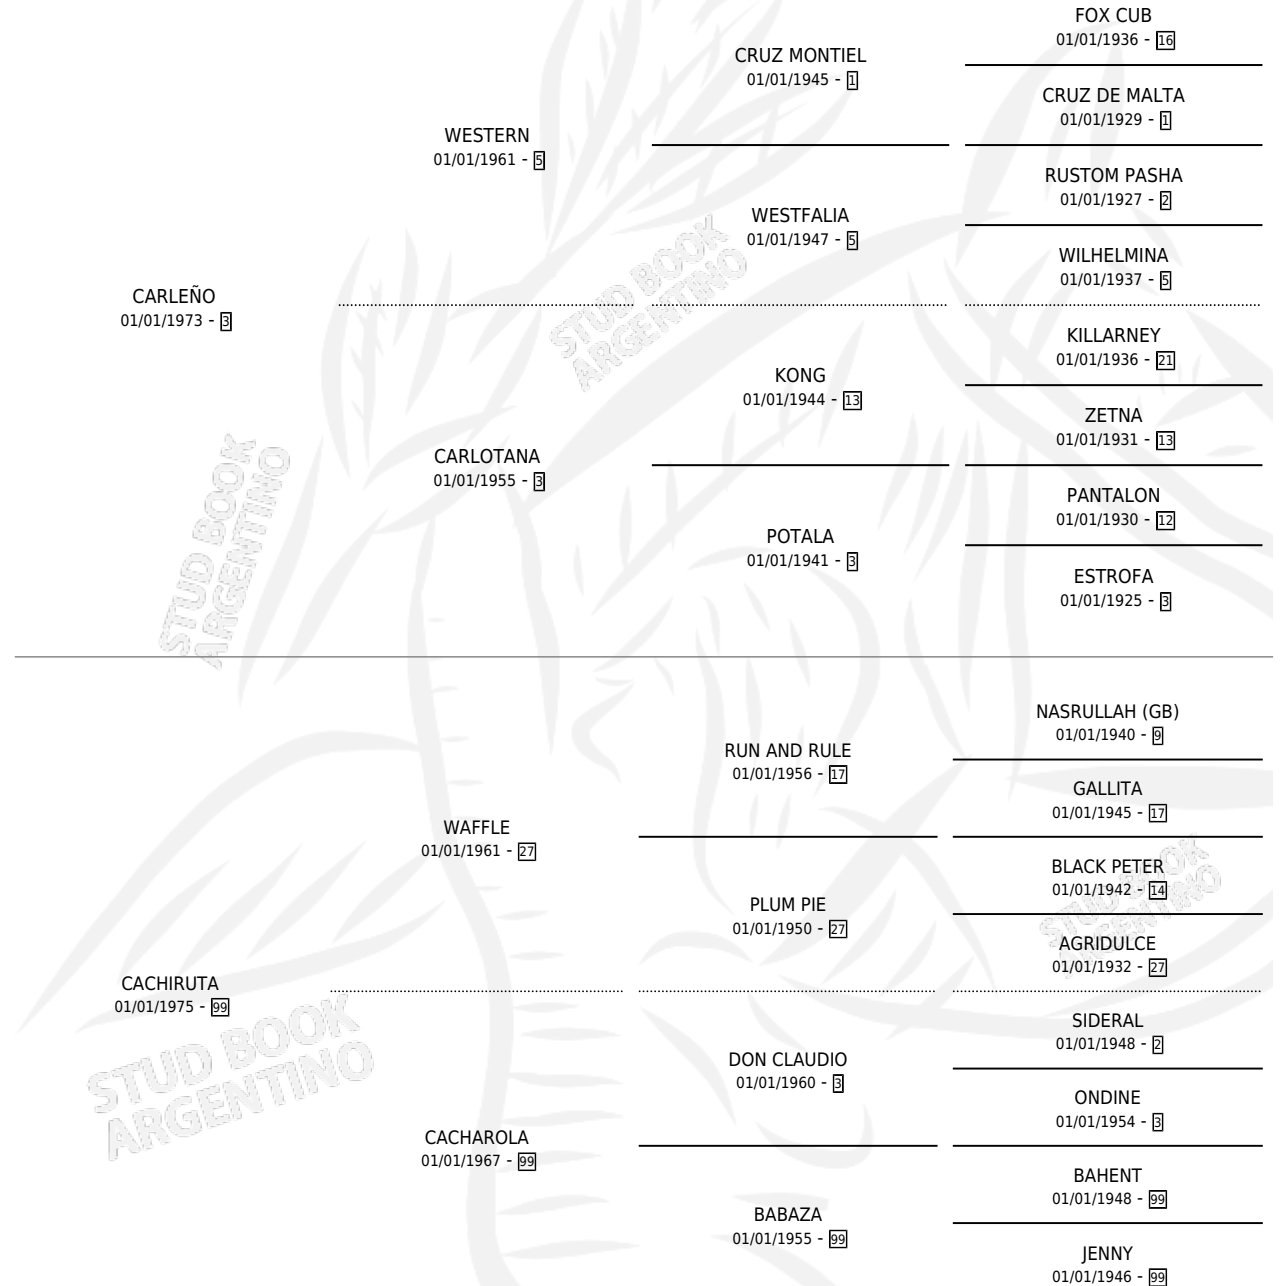 FOX CUB
01/01/1936 - 16
CRUZ MONTIEL
01/01/1945 - 1
CRUZ DE MALTA
01/01/1929 - 1
WESTERN
01/01/1961 - 5
RUSTOM PASHA
01/01/1927 - 2
WESTFALIA
01/01/1947 - 5
WILHELMINA
01/01/1937 - 5
CARLEÑO
01/01/1973 - 3
KILLARNEY
01/01/1936 - 21
KONG
01/01/1944 - 13
ZETNA
01/01/1931 - 13
CARLOTANA
01/01/1955 - 3
PANTALON
01/01/1930 - 12
POTALA
01/01/1941 - 3
ESTROFA
01/01/1925 - 3
STUD BOOK
ARGENTINO
STUD BOOK
ARGENTINO
NASRULLAH (GB)
01/01/1940 - 9
RUN AND RULE
01/01/1956 - 17
GALLITA
01/01/1945 - 17
WAFFLE
01/01/1961 - 27
BLACK PETER
01/01/1942 - 14
PLUM PIE
01/01/1950 - 27
AGRIDULCE
01/01/1932 - 27
CACHIRUTA
01/01/1975 - 99
SIDERAL
01/01/1948 - 2
DON CLAUDIO
01/01/1960 - 3
ONDINE
01/01/1954 - 3
CACHAROLA
01/01/1967 - 99
BAHENT
01/01/1948 - 99
BABAZA
01/01/1955 - 99
JENNY
01/01/1946 - 99
STUD BOOK
ARGENTINO
STUD BOOK
ARGENTINO